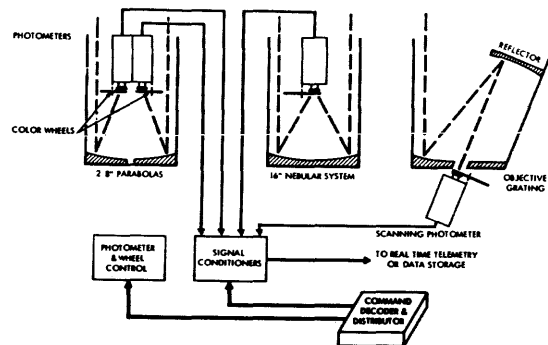 PHOTOMETERS
REFLECTOR
COLOR WHEELS
2 8" PARABOLAS
16" NEBULAR SYSTEM
OBJECTIVE
GRATING
SCANNING PHOTOMETER
PHOTOMETER
& WHEEL
CONTROL
SIGNAL
CONDITIONERS
TO REAL TIME TELEMETRY
OR DATA STORAGE
COMMAND
DECODER &
DISTRIBUTOR